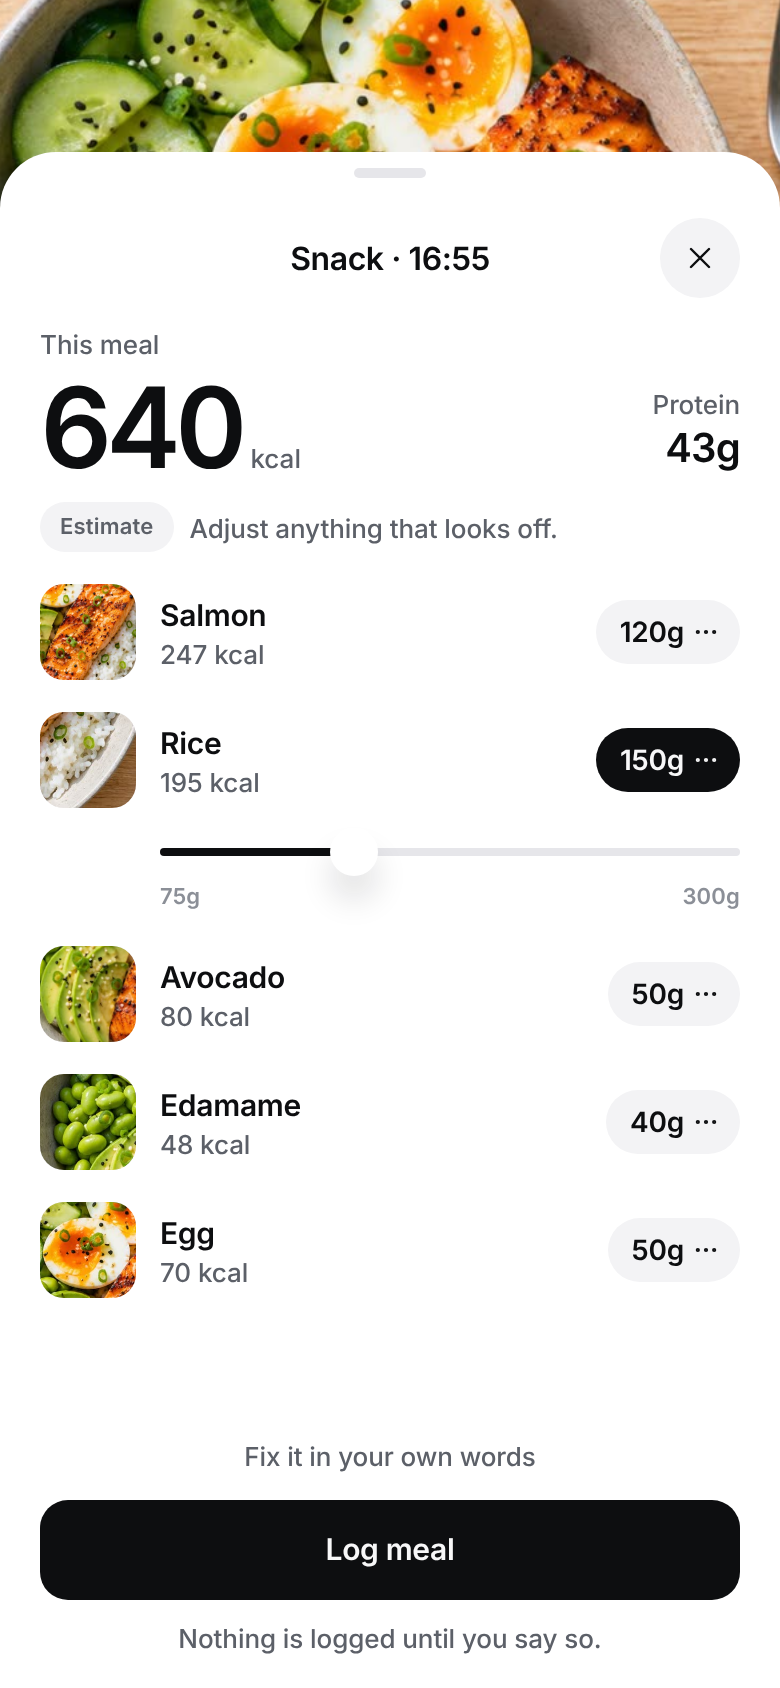 Snack · 16:55
This meal
640 kcal
Protein
43g
Estimate
Adjust anything that looks off.
Salmon
247 kcal
120g ···
Rice
195 kcal
150g ···
75g
300g
Avocado
80 kcal
50g ···
Edamame
48 kcal
40g ···
Egg
70 kcal
50g ···
Fix it in your own words
Log meal
Nothing is logged until you say so.